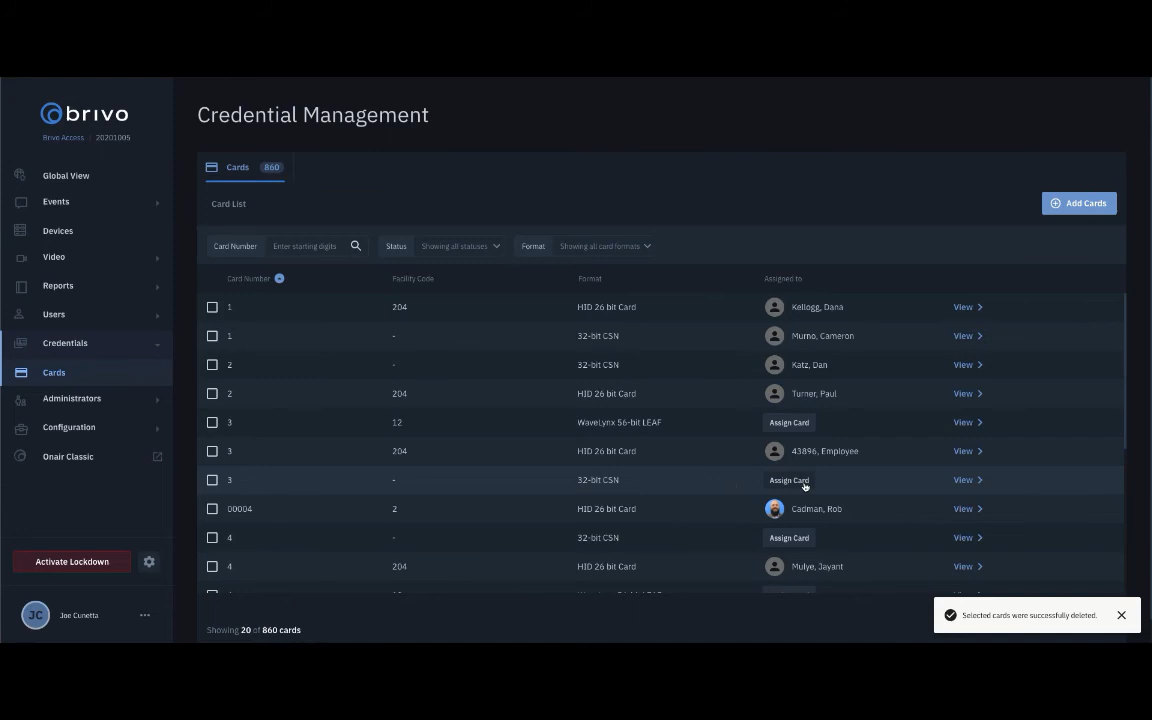 brivo
Brivo Access | 20201005
Global View
Events
Devices
Video
Reports
Users
Credentials
Cards
Administrators
Configuration
Onair Classic
Activate Lockdown
JC Joe Cunetta
Credential Management
Cards 860
Card List
Add Cards
Card Number Enter starting digits Status Showing all statuses Format Showing all card formats
Card Number Facility Code Format Assigned to
1 204 HID 26 bit Card Kellogg, Dana View
1 - 32-bit CSN Murno, Cameron View
2 - 32-bit CSN Katz, Dan View
2 204 HID 26 bit Card Turner, Paul View
3 12 WaveLynx 56-bit LEAF Assign Card View
3 204 HID 26 bit Card 43896, Employee View
3 - 32-bit CSN Assign Card View
00004 2 HID 26 bit Card Cadman, Rob View
4 - 32-bit CSN Assign Card View
4 204 HID 26 bit Card Mulye, Jayant View
Selected cards were successfully deleted.
Showing 20 of 860 cards